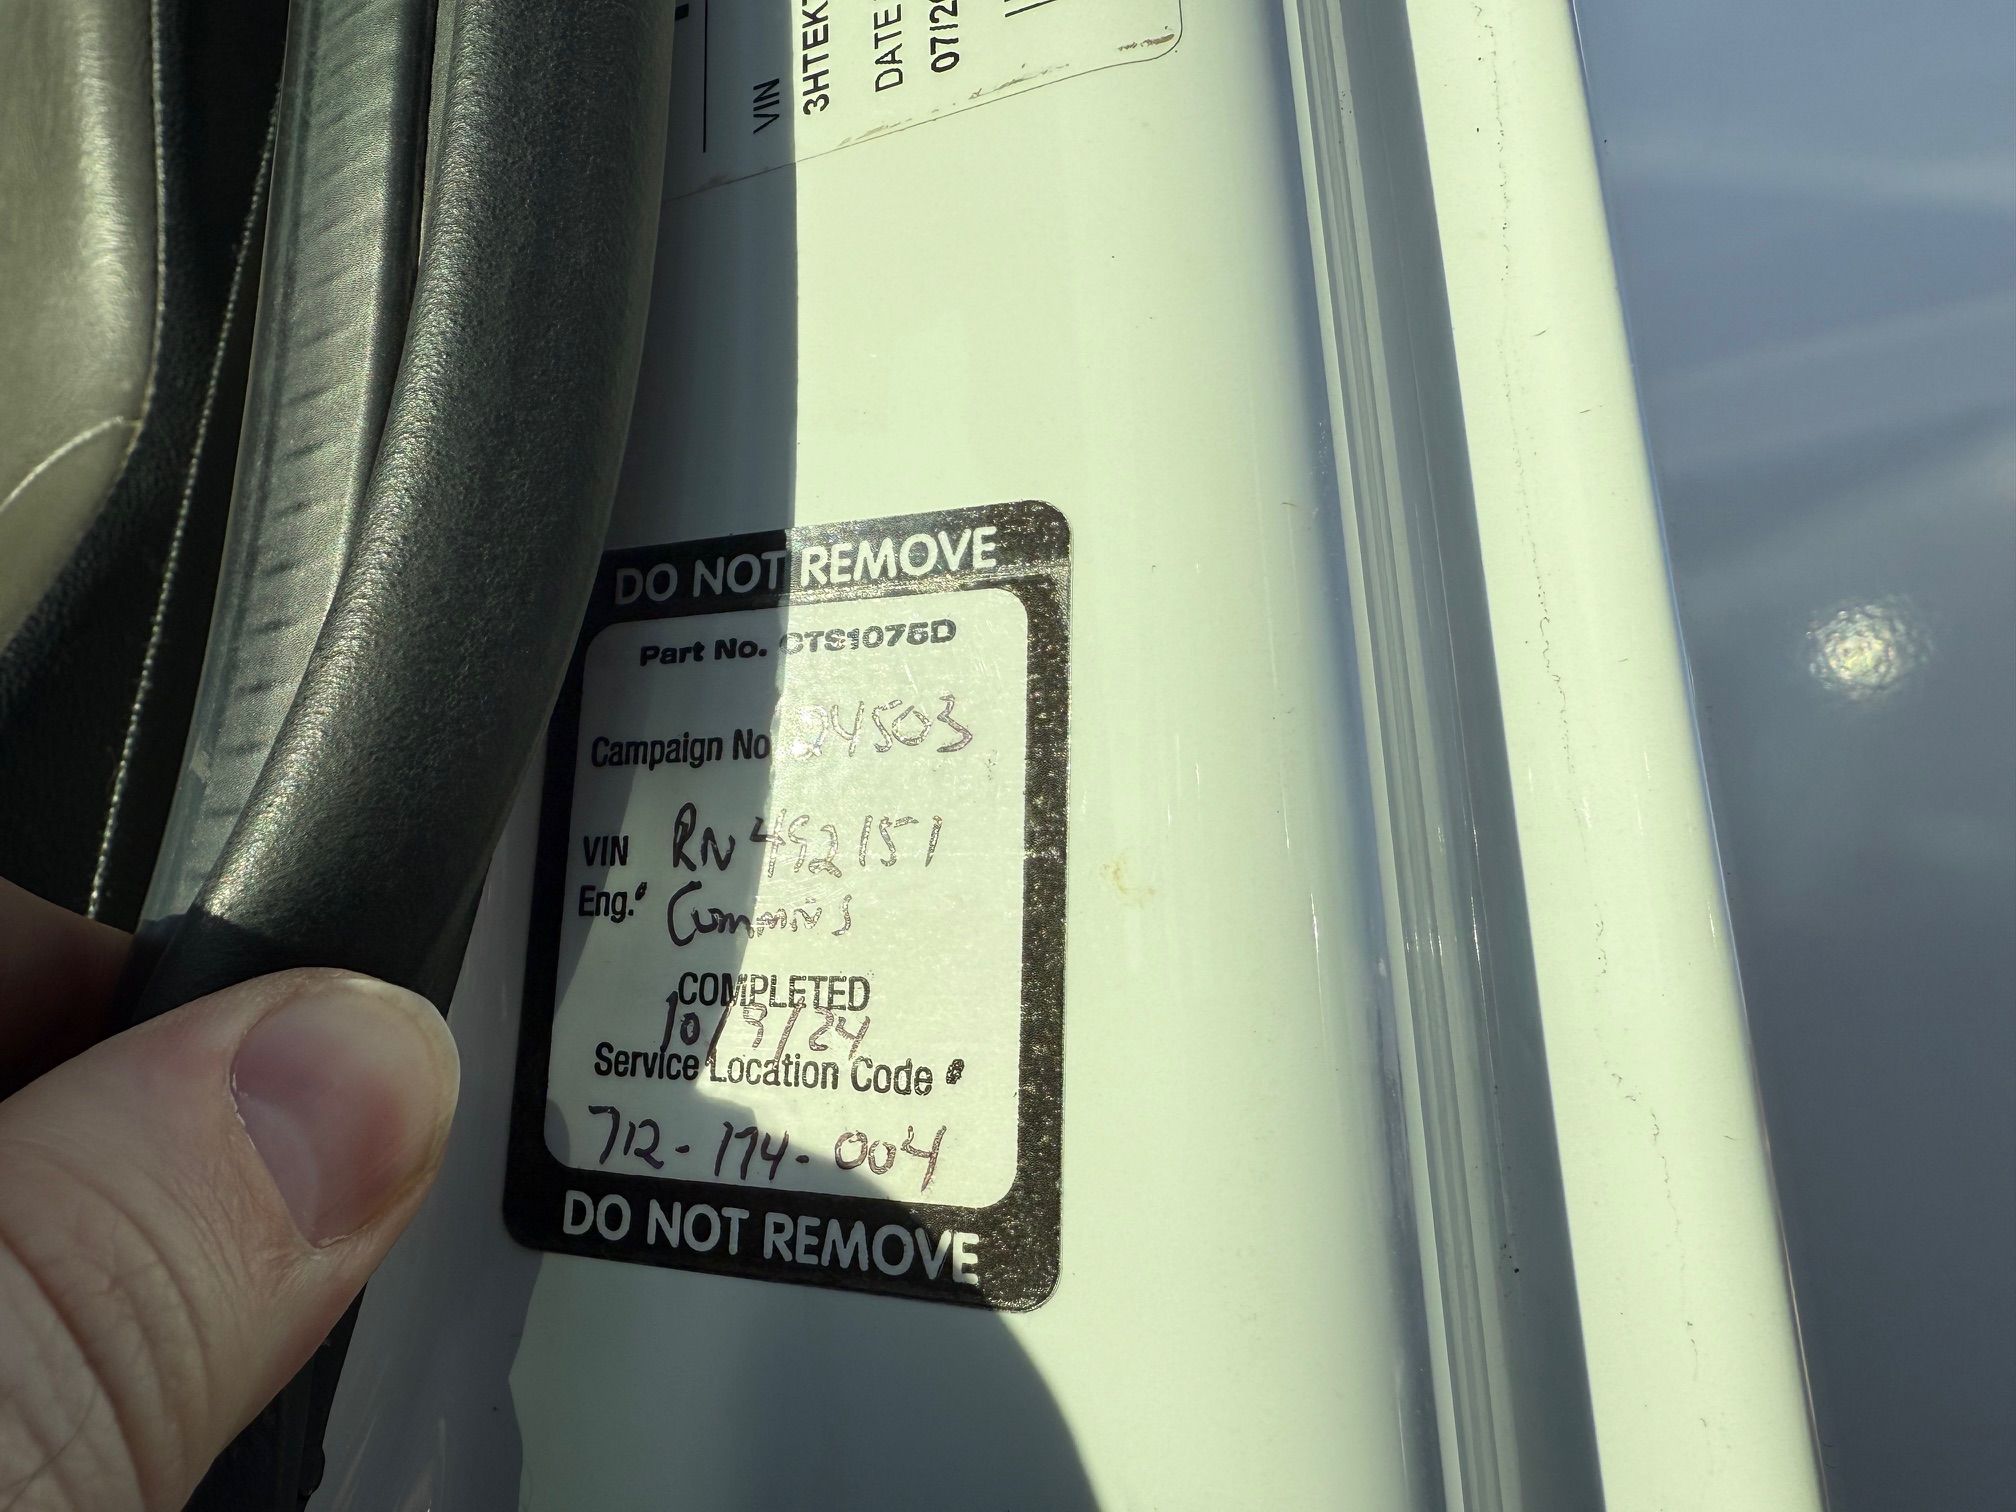 VIN
3HTEKT
DATE
07/2
DO NOT REMOVE
Part No. CTS1075D
Campaign No 24503
VIN RN492151
Eng. Cummins
COMPLETED
10/3/24
Service Location Code
712-174-004
DO NOT REMOVE